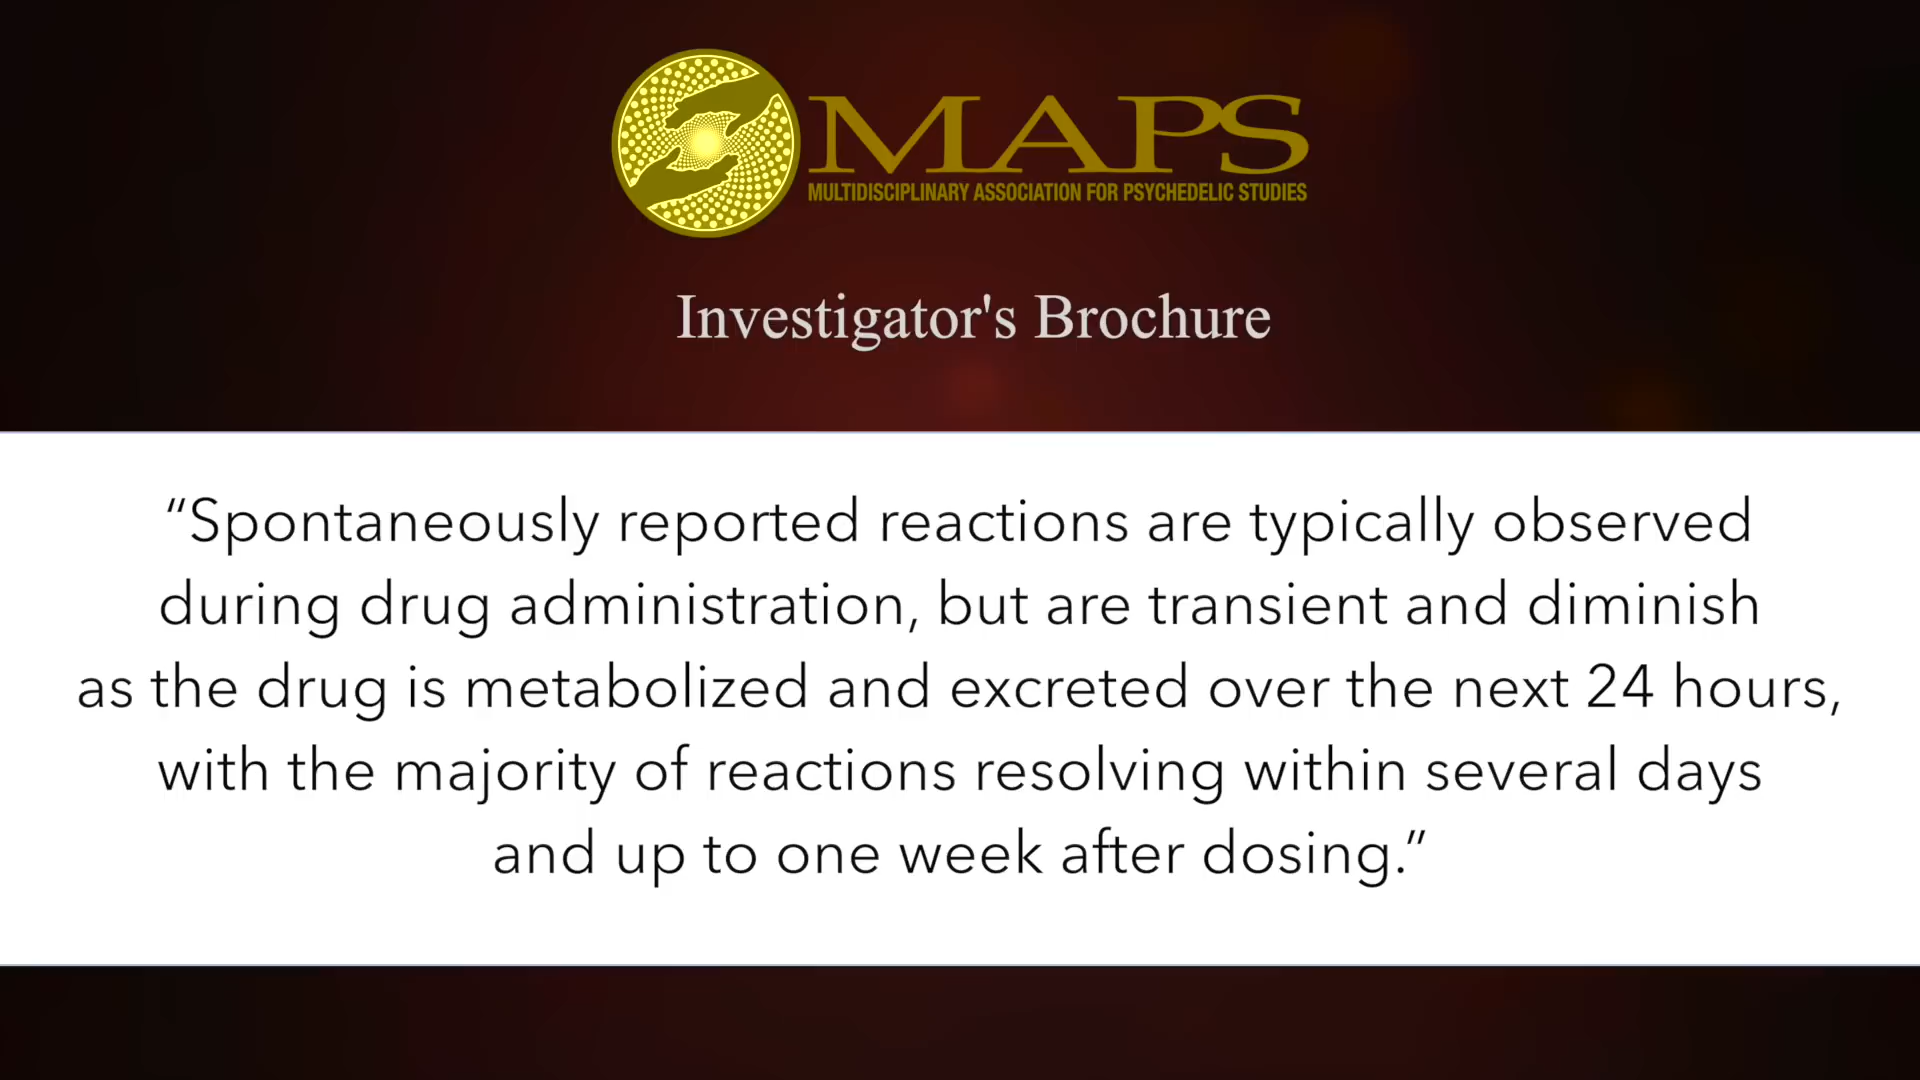 MAPS
MULTIDISCIPLINARY ASSOCIATION FOR PSYCHEDELIC STUDIES
Investigator's Brochure
“Spontaneously reported reactions are typically observed
during drug administration, but are transient and diminish
as the drug is metabolized and excreted over the next 24 hours,
with the majority of reactions resolving within several days
and up to one week after dosing.”